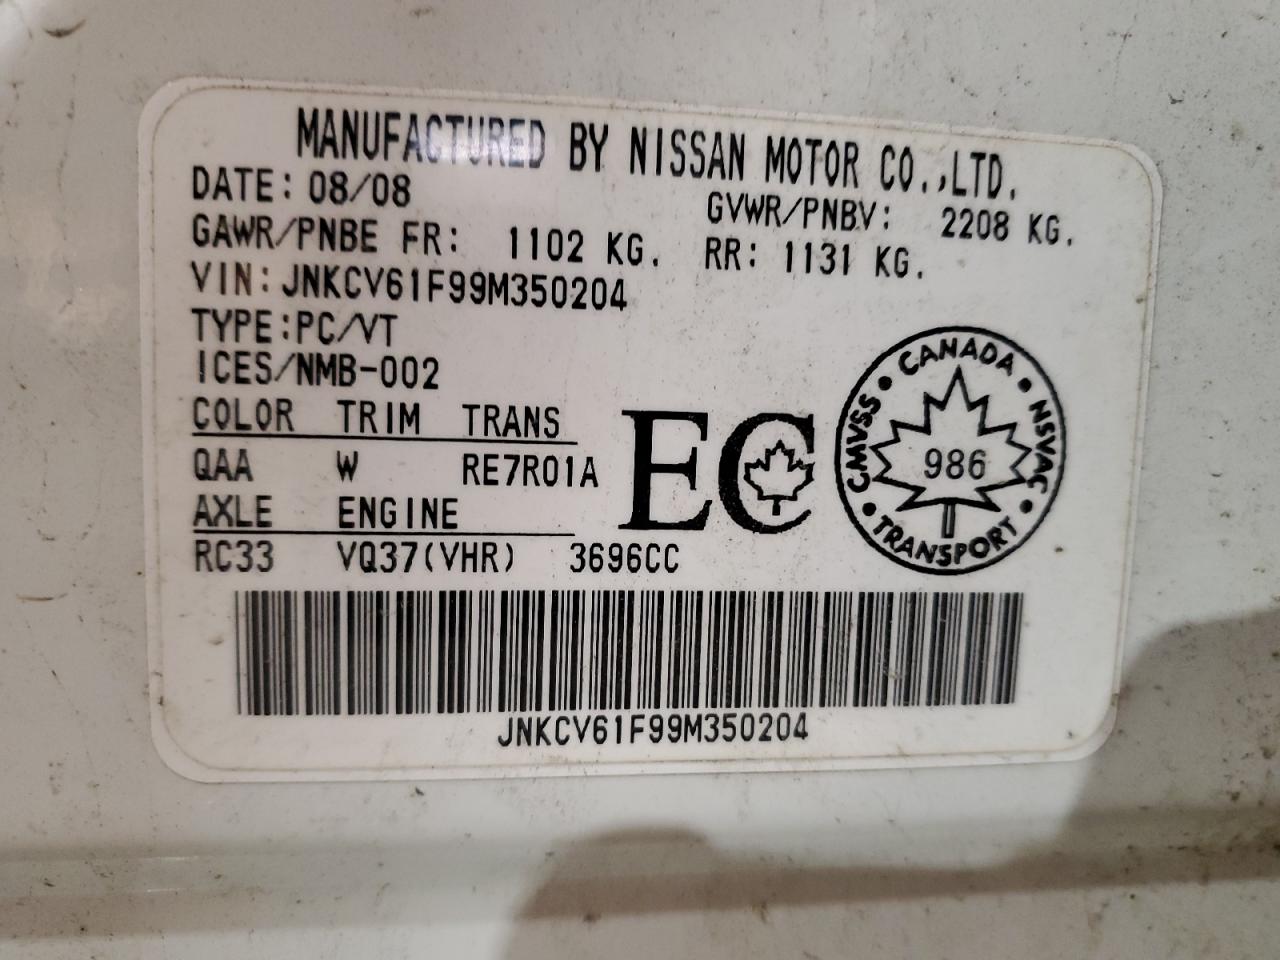 MANUFACTURED BY NISSAN MOTOR CO.,LTD.
DATE: 08/08 GVWR/PNBV: 2208 KG.
GAWR/PNBE FR: 1102 KG. RR: 1131 KG.
VIN: JNKCV61F99M350204
TYPE:PC/VT
ICES/NMB-002
COLOR TRIM TRANS
QAA W RE7R01A
AXLE ENGINE
RC33 VQ37(VHR) 3696CC
EC
CANADA
CMVSS
NSVAC
986
TRANSPORT
JNKCV61F99M350204